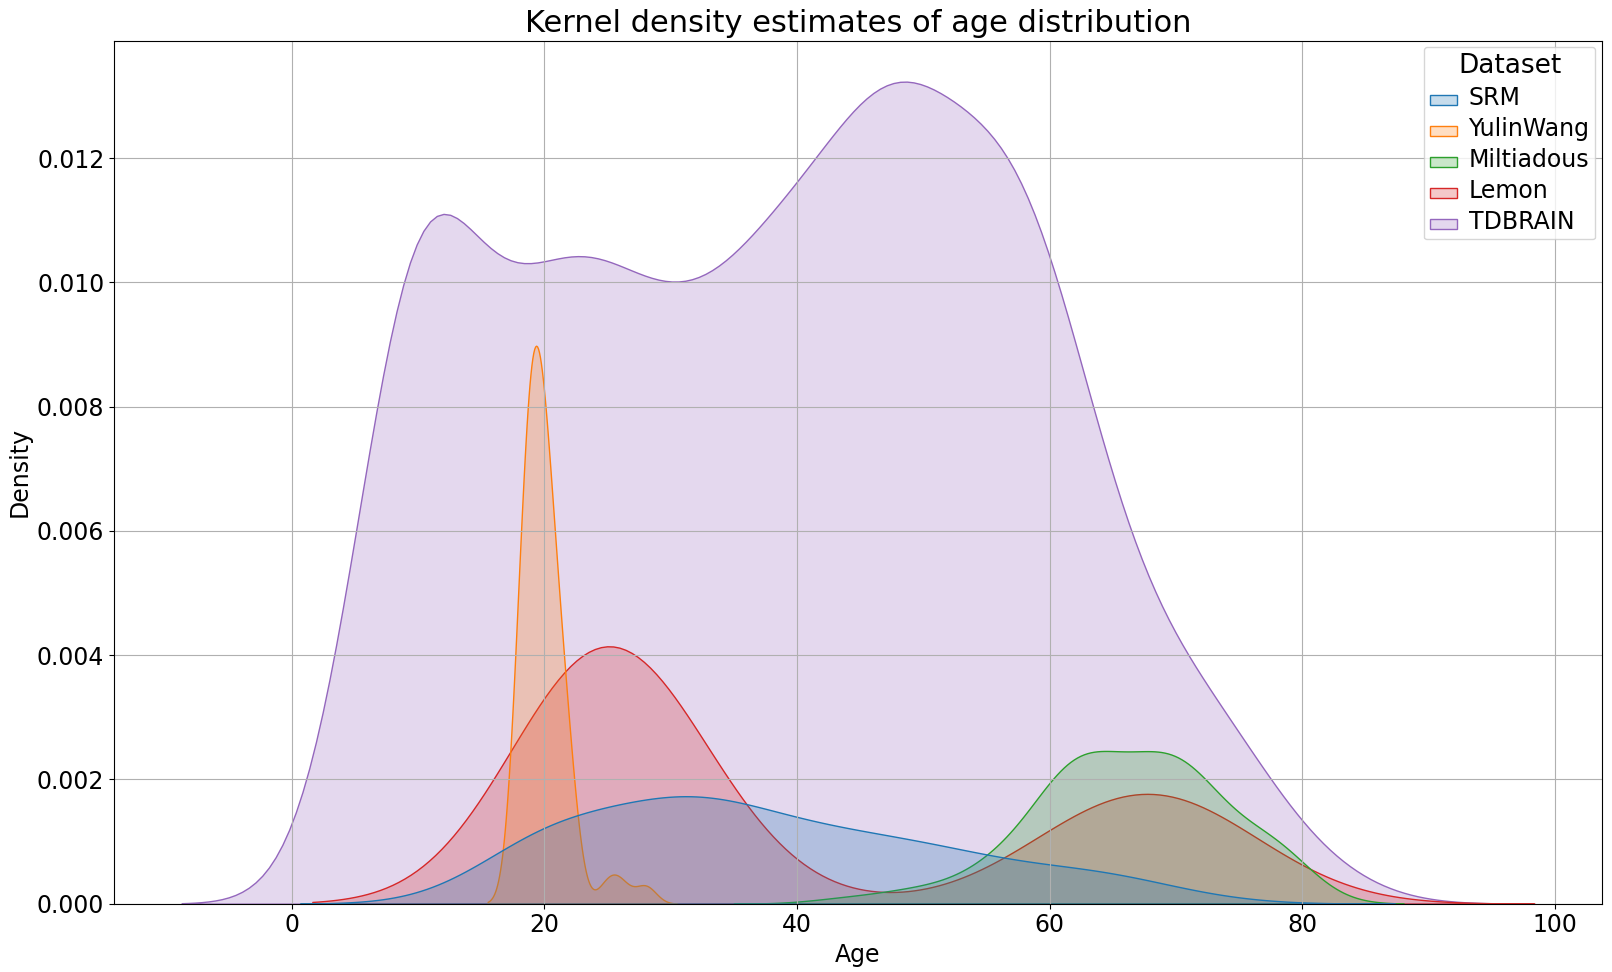 Kernel density estimates of age distribution
Dataset
SRM
YulinWang
Miltiadous
Lemon
TDBRAIN
0.012
0.010
0.008
0.006
0.004
0.002
0.000
Density
0 20 40 60 80 100
Age